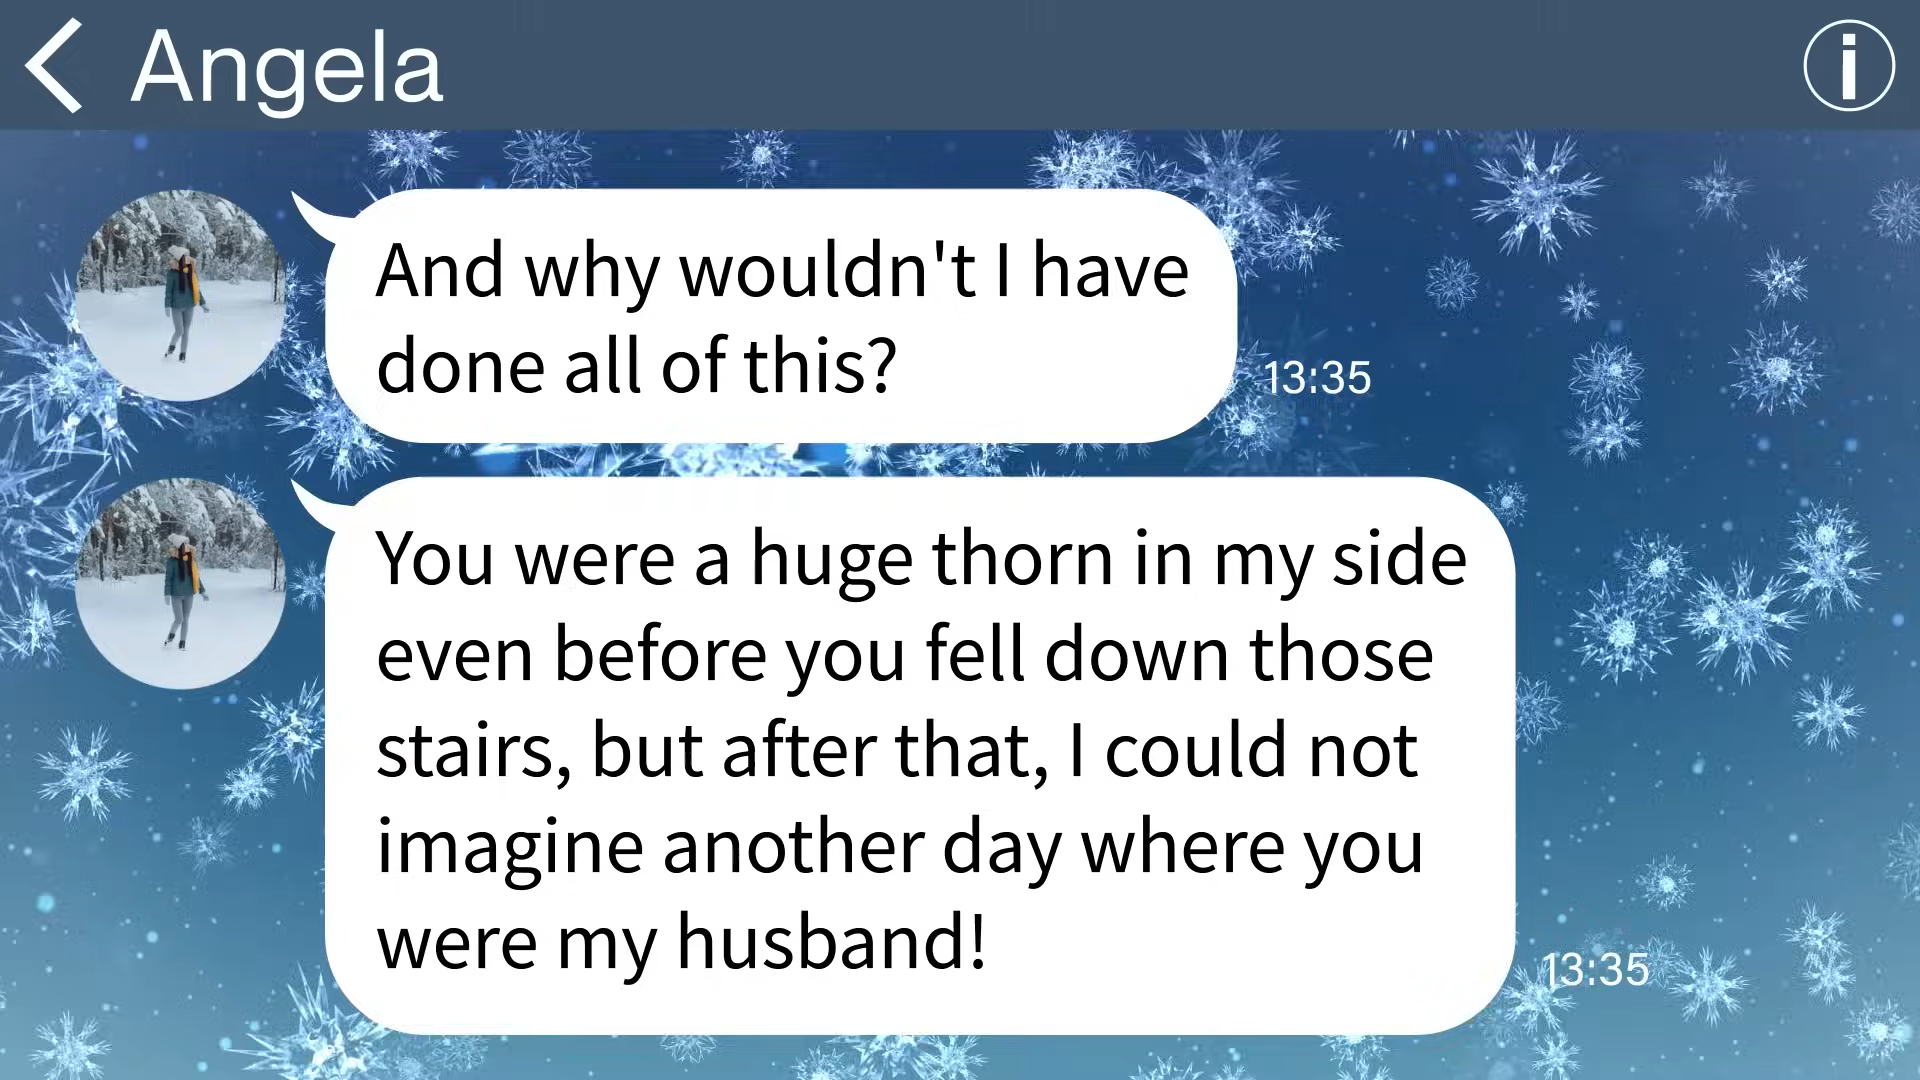 Angela
And why wouldn't I have
done all of this?
13:35
You were a huge thorn in my side
even before you fell down those
stairs, but after that, I could not
imagine another day where you
were my husband!
13:35